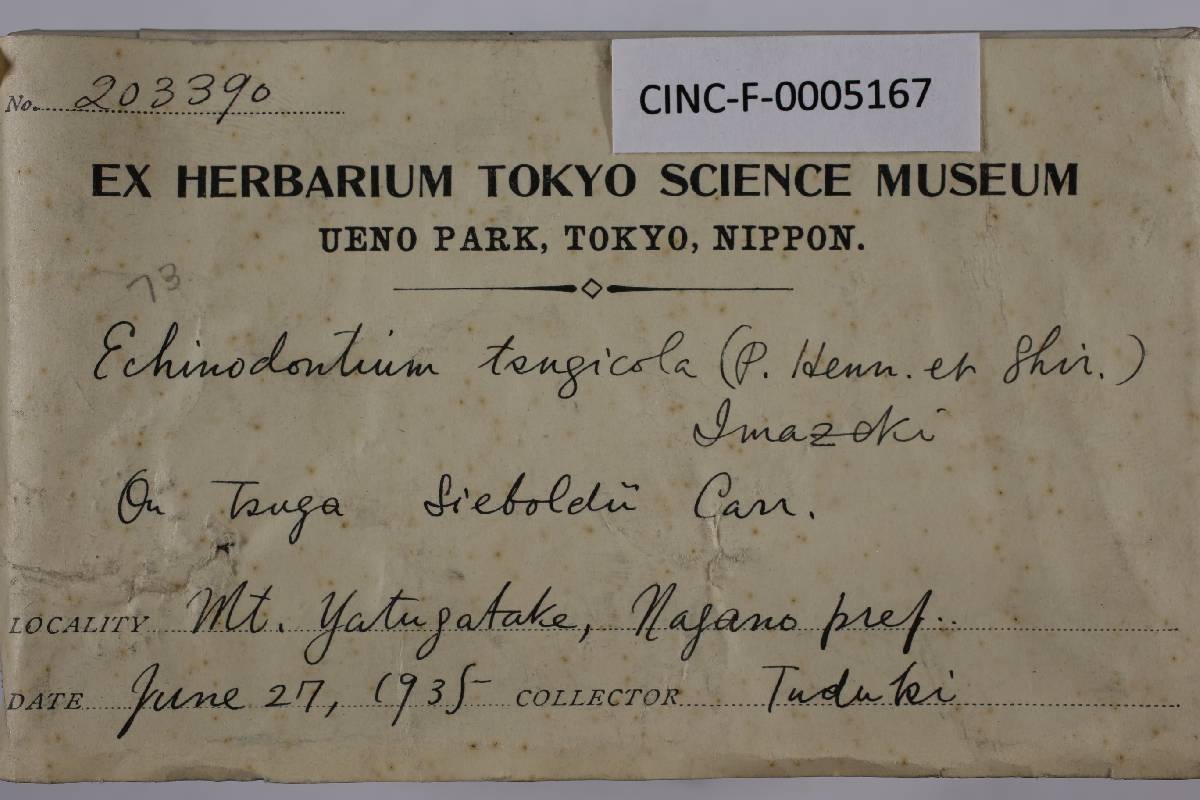 No. 203390
CINC-F-0005167
EX HERBARIUM TOKYO SCIENCE MUSEUM
UENO PARK, TOKYO, NIPPON.
73
Echinodontium tsugicola (P. Henn. et Shir.)
Imazeki
On Tsuga Sieboldii Carr.
LOCALITY Mt. Yatugatake, Nagano pref.
DATE June 27, 1935 COLLECTOR Tuduki